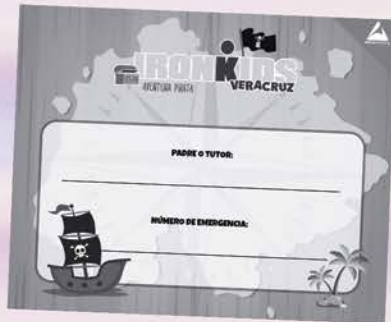 IRONKIDS
VERACRUZ
AVENTURA PIRATA
PADRE O TUTOR:
NÚMERO DE EMERGENCIA: